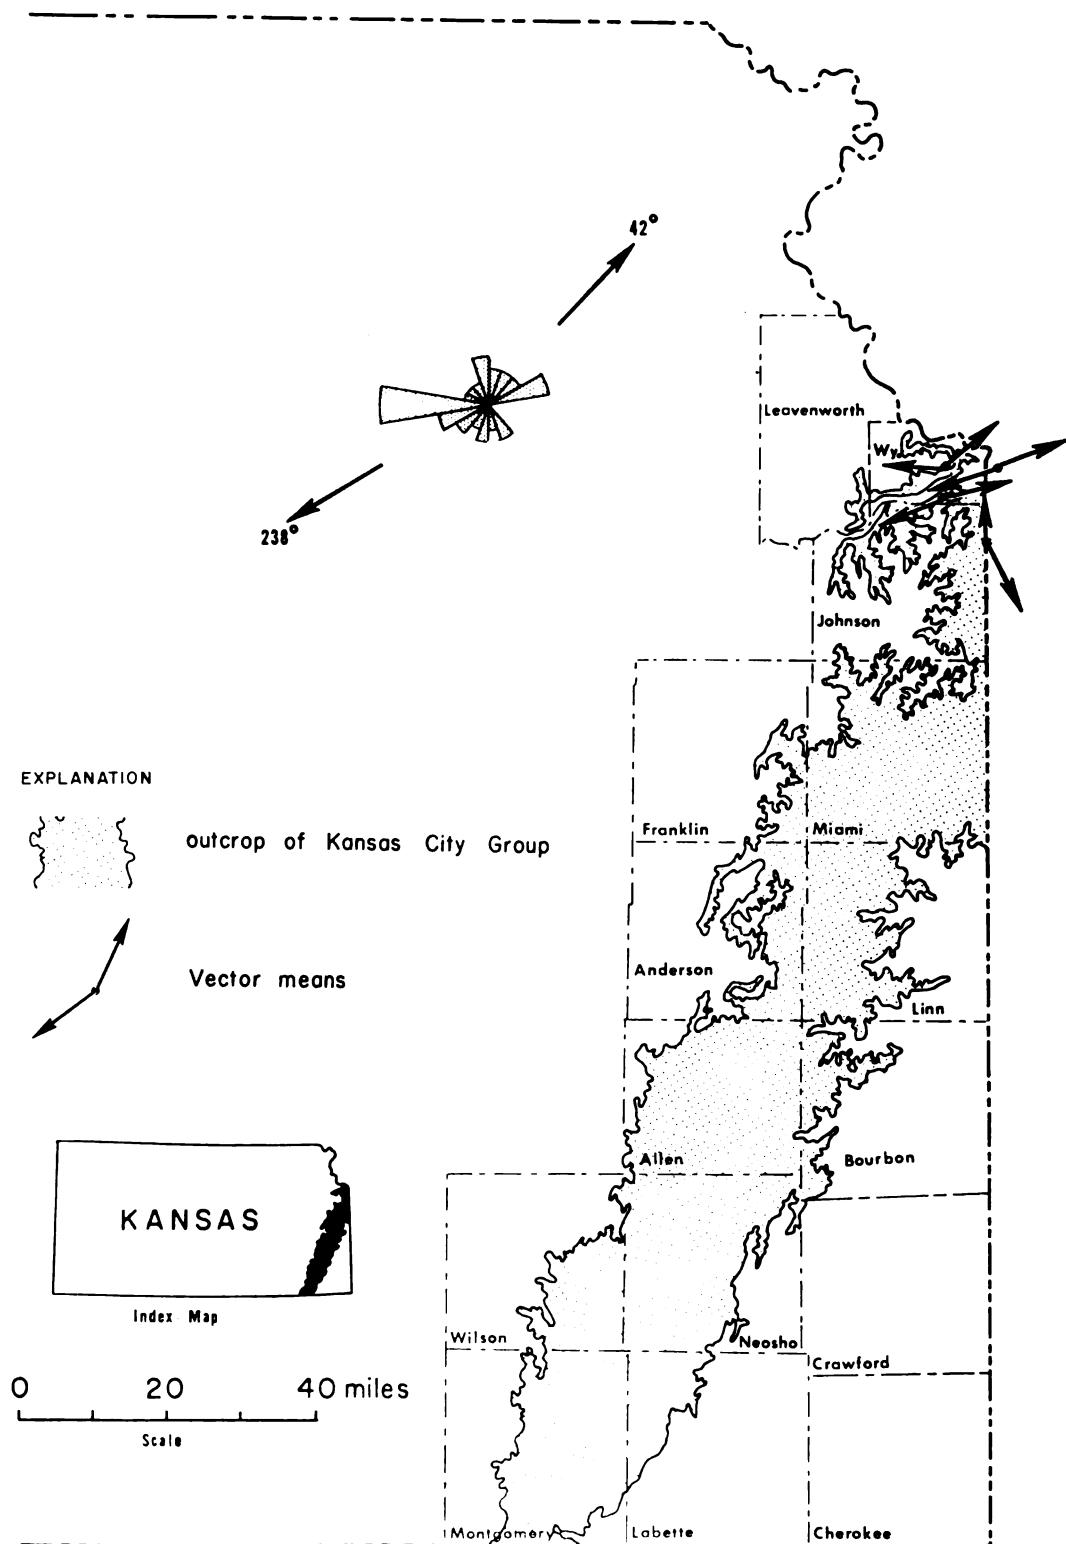 42°
238°
Leavenworth
Wy.
Johnson
Franklin
Miami
EXPLANATION
outcrop of Kansas City Group
Vector means
Anderson
Linn
Allen
Bourbon
KANSAS
Index Map
Wilson
Neosho
Crawford
0 20 40 miles
Scale
Montgomery
Labette
Cherokee